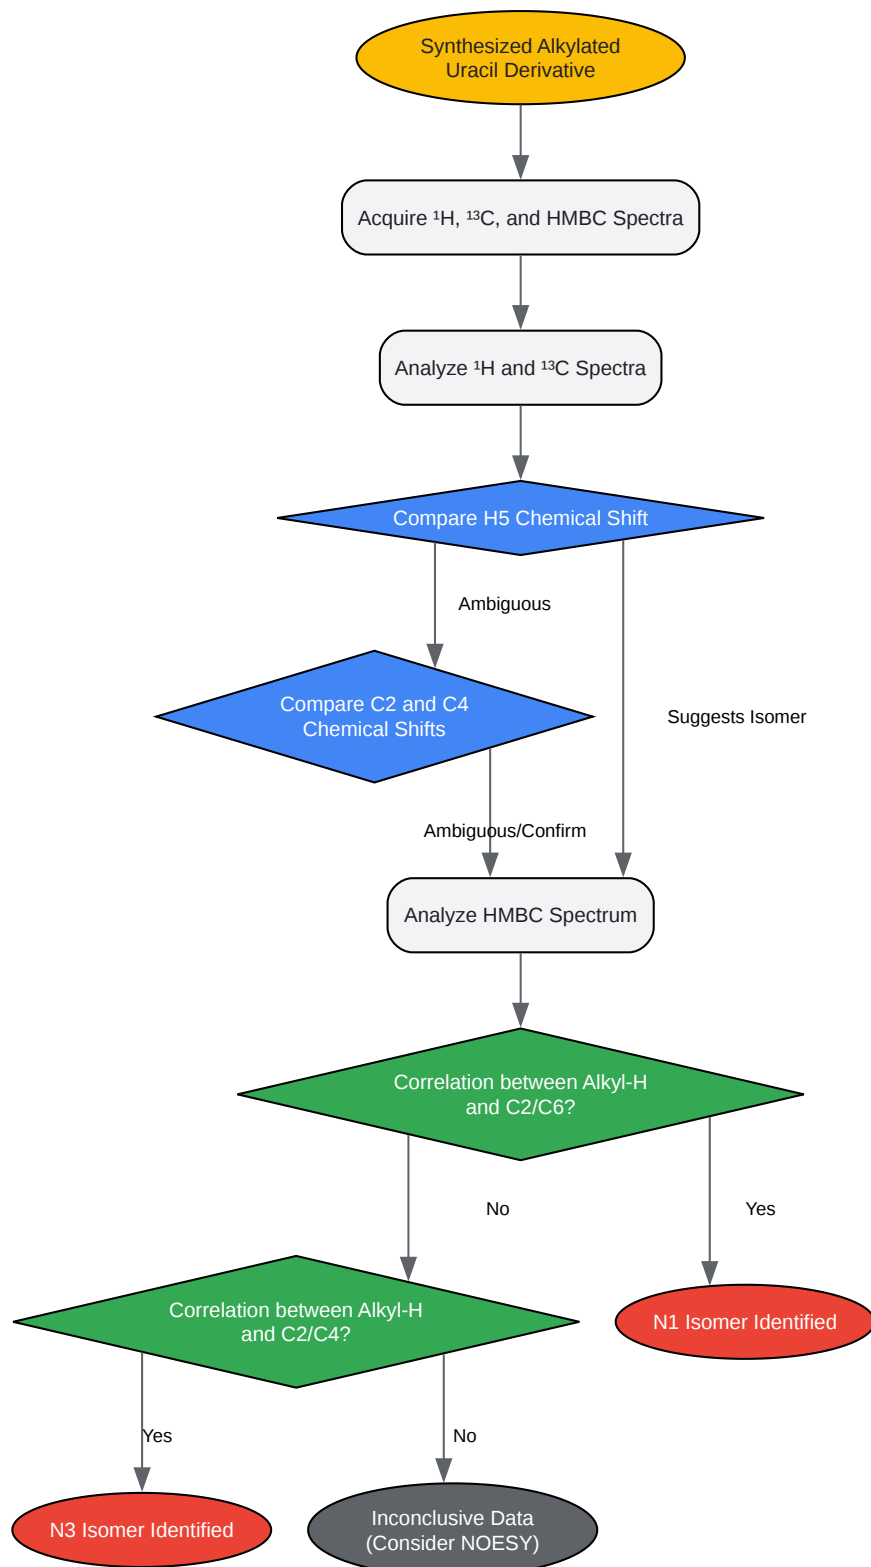 Synthesized Alkylated
Uracil Derivative
Acquire ¹H, ¹³C, and HMBC Spectra
Analyze ¹H and ¹³C Spectra
Compare H5 Chemical Shift
Ambiguous
Compare C2 and C4
Chemical Shifts
Suggests Isomer
Ambiguous/Confirm
Analyze HMBC Spectrum
Correlation between Alkyl-H
and C2/C6?
No
Yes
Correlation between Alkyl-H
and C2/C4?
N1 Isomer Identified
Yes
No
N3 Isomer Identified
Inconclusive Data
(Consider NOESY)